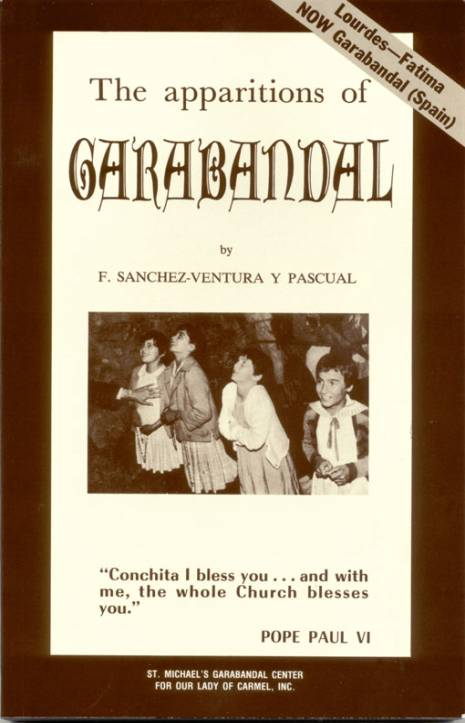 Lourdes—Fatima
NOW Garabandal (Spain)
The apparitions of
GARABANDAL
by
F. SANCHEZ-VENTURA Y PASCUAL
“Conchita I bless you . . . and with
me, the whole Church blesses
you.”
POPE PAUL VI
ST. MICHAEL'S GARABANDAL CENTER
FOR OUR LADY OF CARMEL, INC.